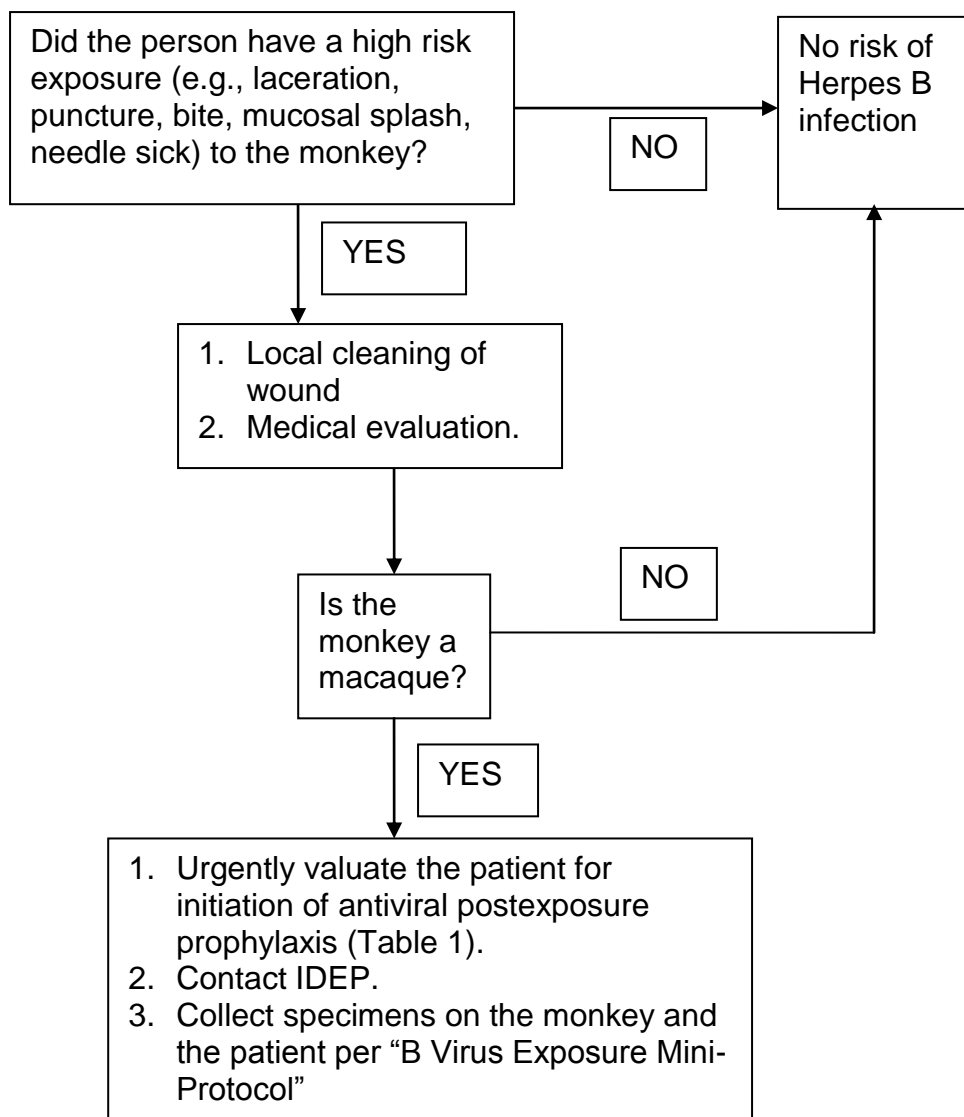 Did the person have a high risk
exposure (e.g., laceration,
puncture, bite, mucosal splash,
needle sick) to the monkey?
NO
No risk of
Herpes B
infection
YES
1. Local cleaning of
wound
2. Medical evaluation.
NO
Is the
monkey a
macaque?
YES
1. Urgently valuate the patient for
initiation of antiviral postexposure
prophylaxis (Table 1).
2. Contact IDEP.
3. Collect specimens on the monkey and
the patient per “B Virus Exposure Mini-
Protocol”